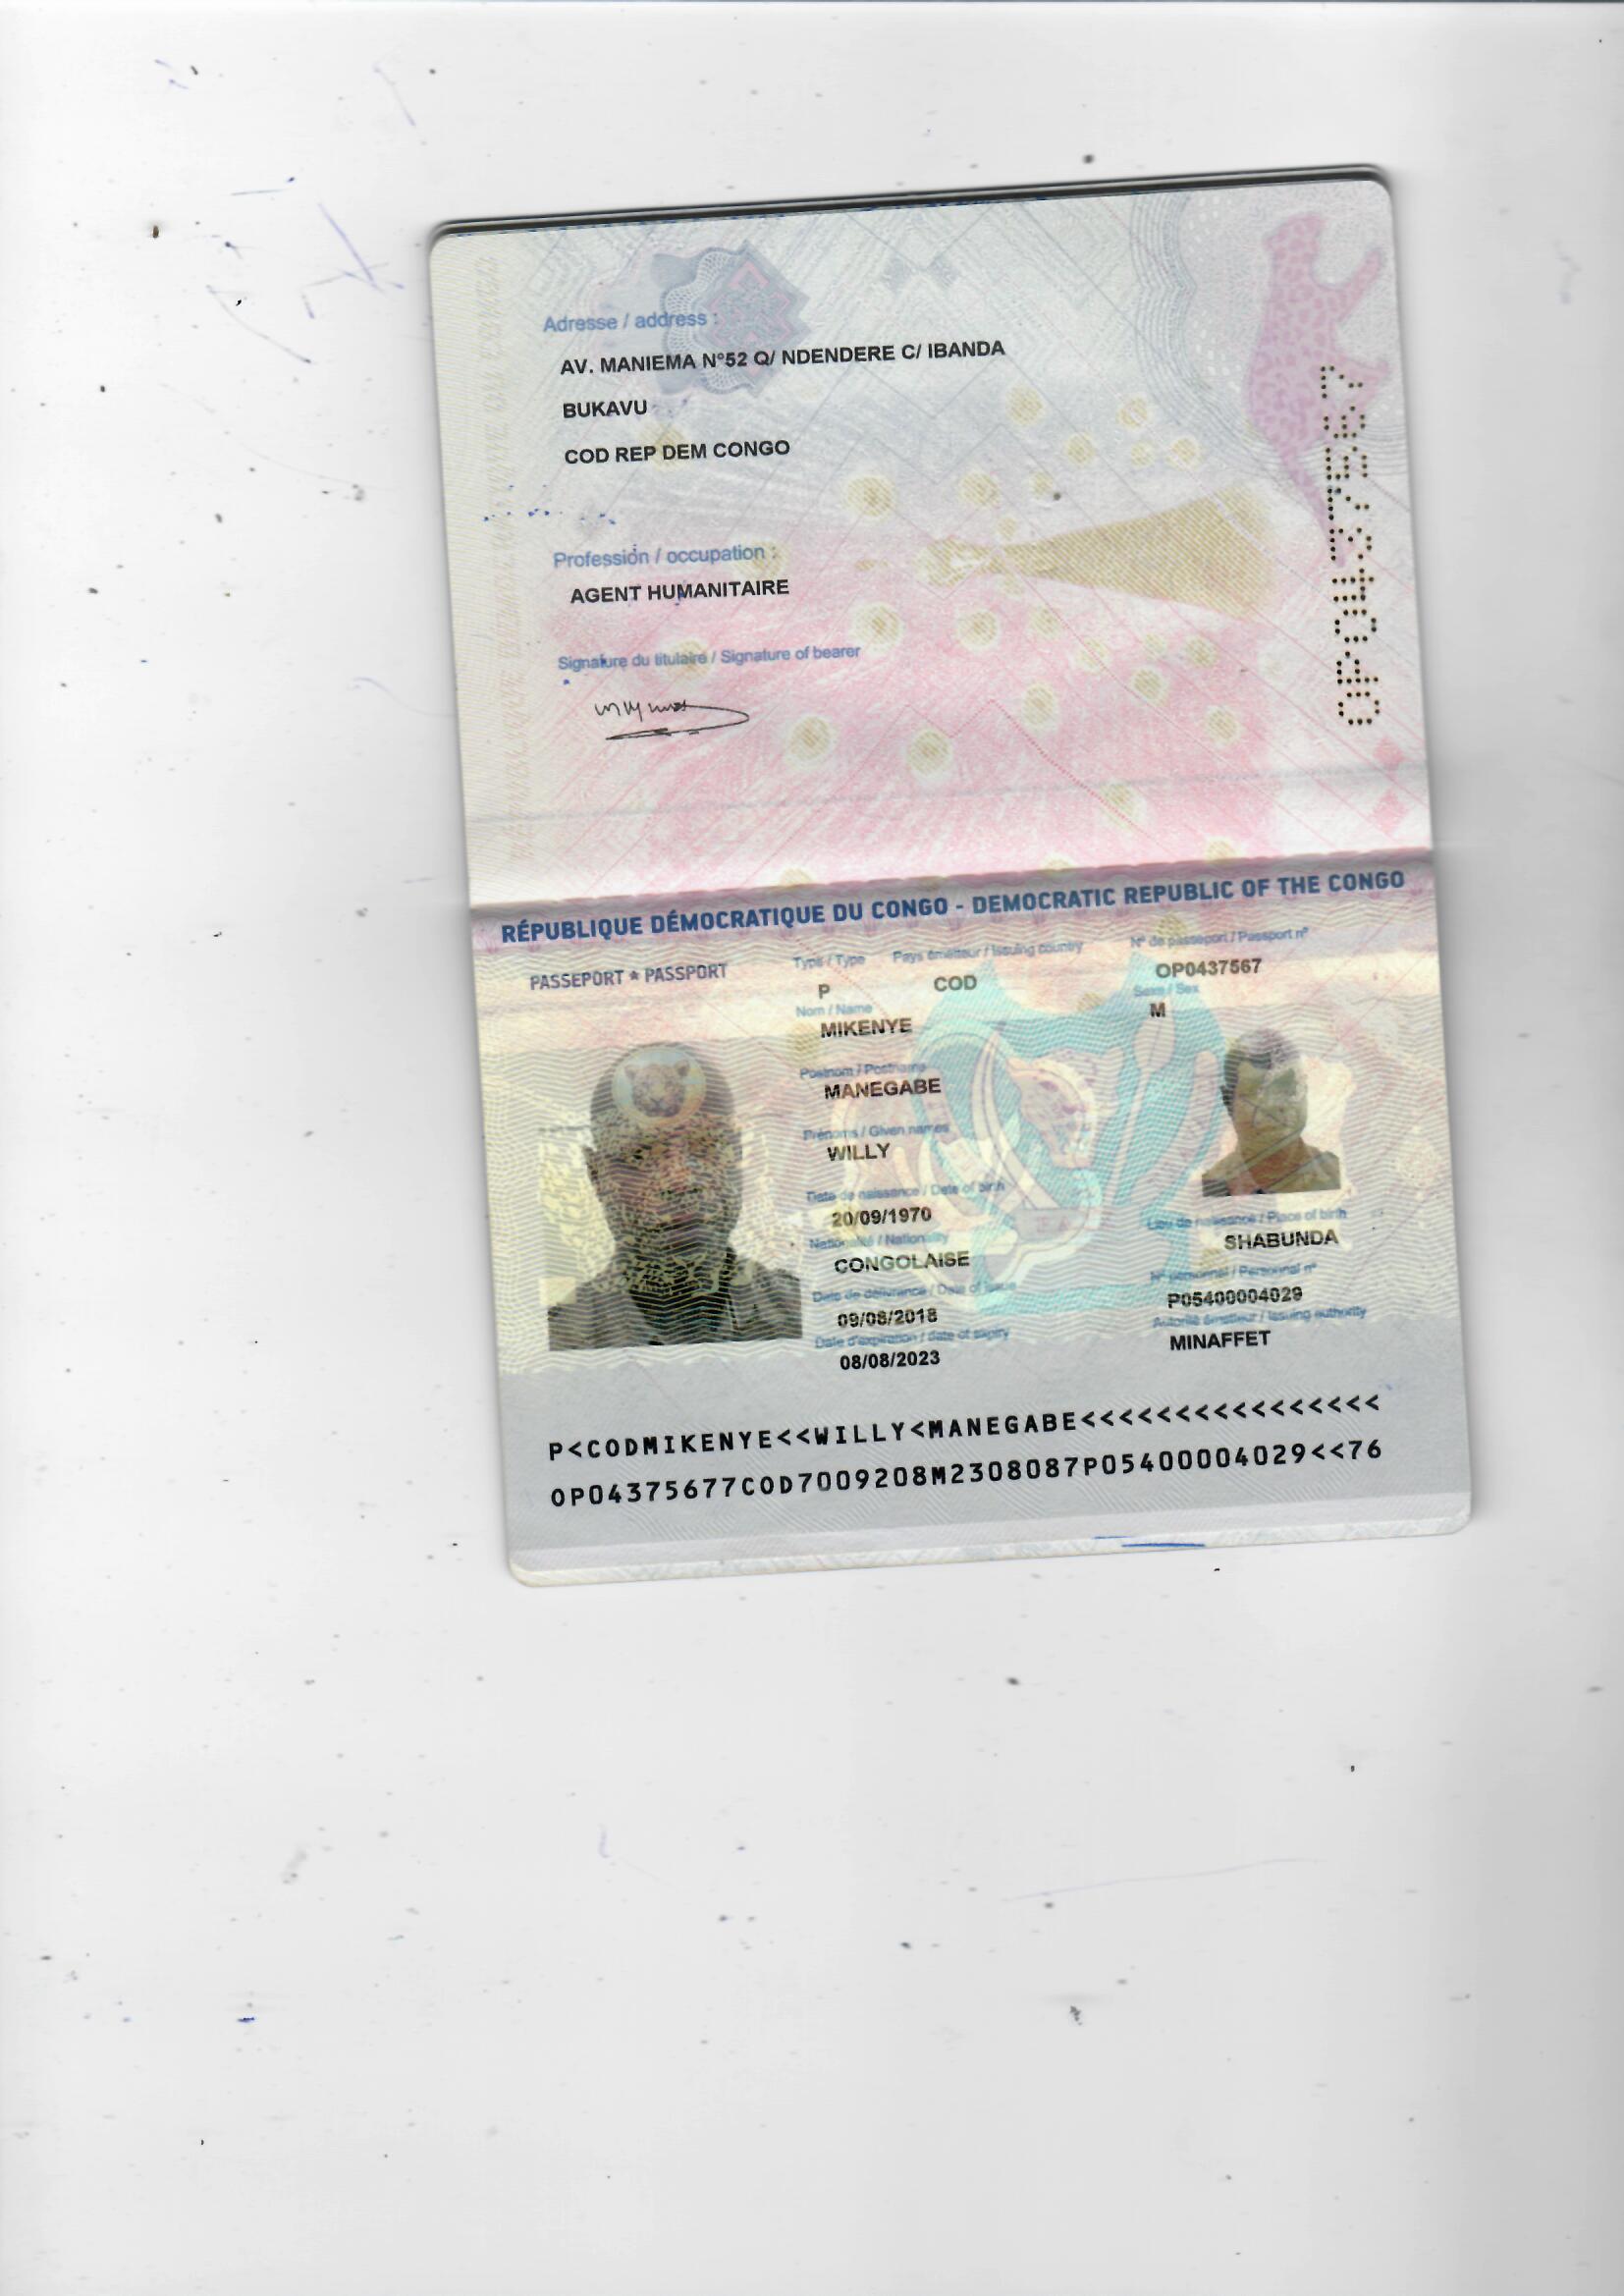 Adresse / address :
AV. MANIEMA N°52 Q/ NDENDERE C/ IBANDA
BUKAVU
COD REP DEM CONGO
Profession / occupation :
AGENT HUMANITAIRE
Signature du titulaire / Signature of bearer
OP0437567
RÉPUBLIQUE DÉMOCRATIQUE DU CONGO - DEMOCRATIC REPUBLIC OF THE CONGO
PASSEPORT * PASSPORT
Type / Type Pays émetteur / Issuing country N° de passeport / Passport n°
P COD OP0437567
Nom / Name Sexe / Sex
MIKENYE M
Postnom / Postname
MANEGABE
Prénoms / Given names
WILLY
Date de naissance / Date of birth Lieu de naissance / Place of birth
20/09/1970 SHABUNDA
Nationalité / Nationality N° personnel / Personnal n°
CONGOLAISE P05400004029
Date de délivrance / Date of issue Autorité émetteur / Issuing authority
09/08/2018 MINAFFET
Date d'expiration / date of expiry
08/08/2023
P<CODMIKENYE<<WILLY<MANEGABE<<<<<<<<<<<<<<<<
OP04375677COD7009208M2308087P05400004029<<76